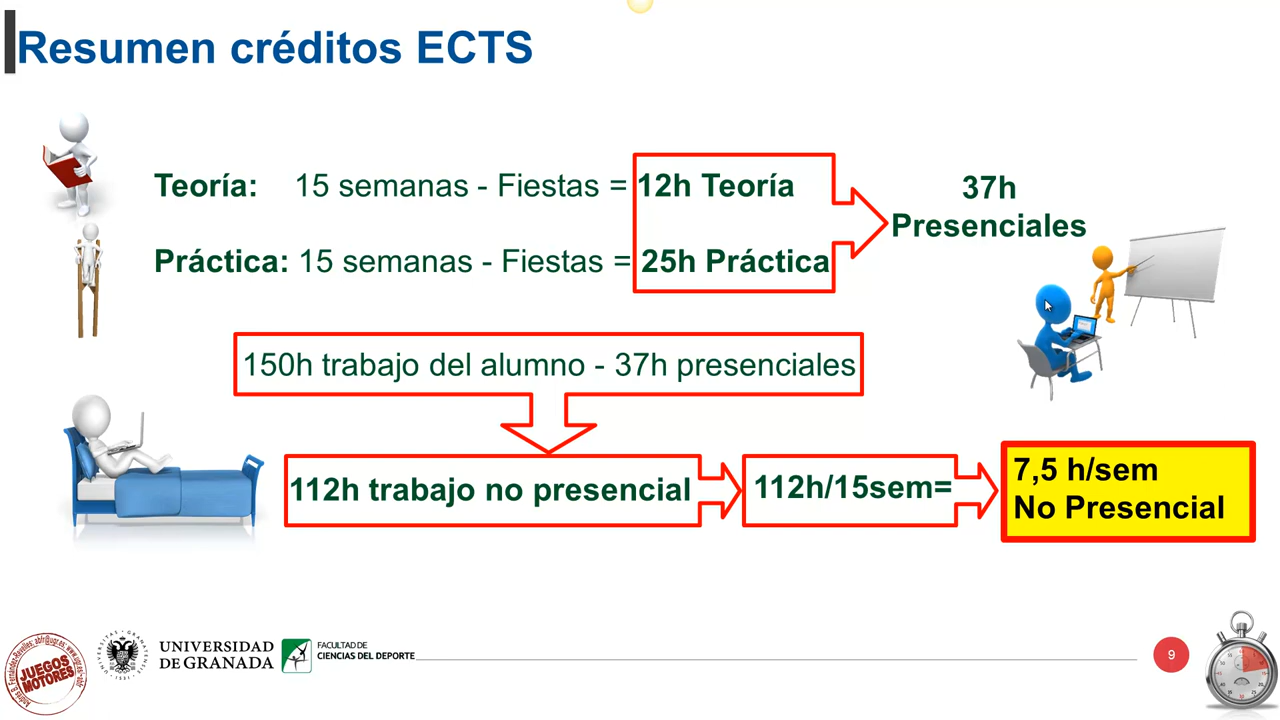 Resumen créditos ECTS
Teoría: 15 semanas - Fiestas = 12h Teoría
Práctica: 15 semanas - Fiestas = 25h Práctica
37h
Presenciales
150h trabajo del alumno - 37h presenciales
112h trabajo no presencial
112h/15sem=
7,5 h/sem
No Presencial
JUEGOS
MOTORES
UNIVERSIDAD
DE GRANADA
FACULTAD DE
CIENCIAS DEL DEPORTE
9